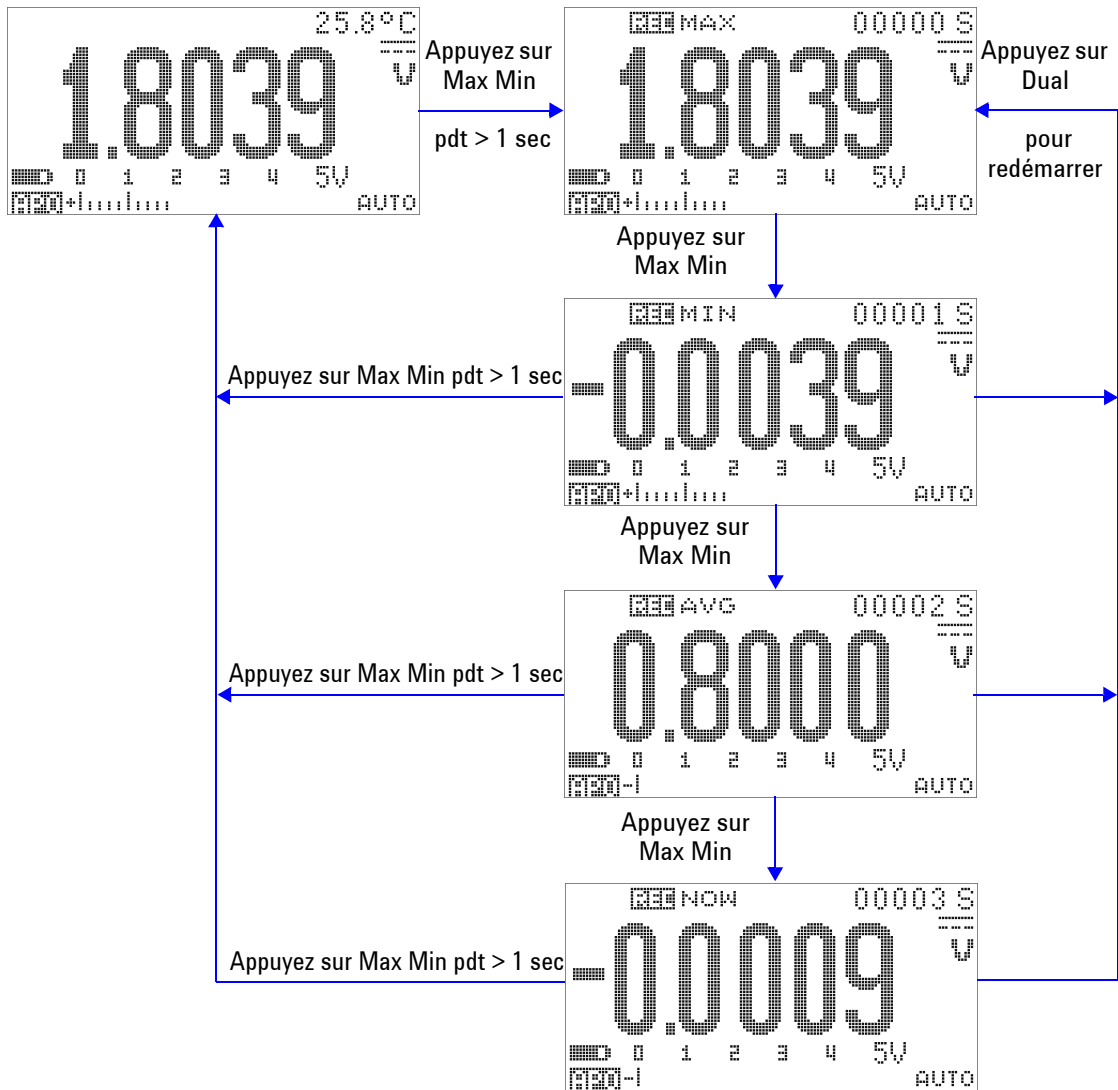 25.8°C
1.8039
V
0 1 2 3 4 5V
APO
AUTO
Appuyez sur
Max Min
pdt > 1 sec
REC MAX
00000 S
1.8039
V
0 1 2 3 4 5V
APO
AUTO
Appuyez sur
Dual
pour
redémarrer
Appuyez sur
Max Min
REC MIN
00001 S
-0.0039
V
0 1 2 3 4 5V
APO
AUTO
Appuyez sur Max Min pdt > 1 sec
Appuyez sur
Max Min
REC AVG
00002 S
0.8000
V
0 1 2 3 4 5V
APO
AUTO
Appuyez sur Max Min pdt > 1 sec
Appuyez sur
Max Min
REC NOW
00003 S
-0.0009
V
0 1 2 3 4 5V
APO
AUTO
Appuyez sur Max Min pdt > 1 sec